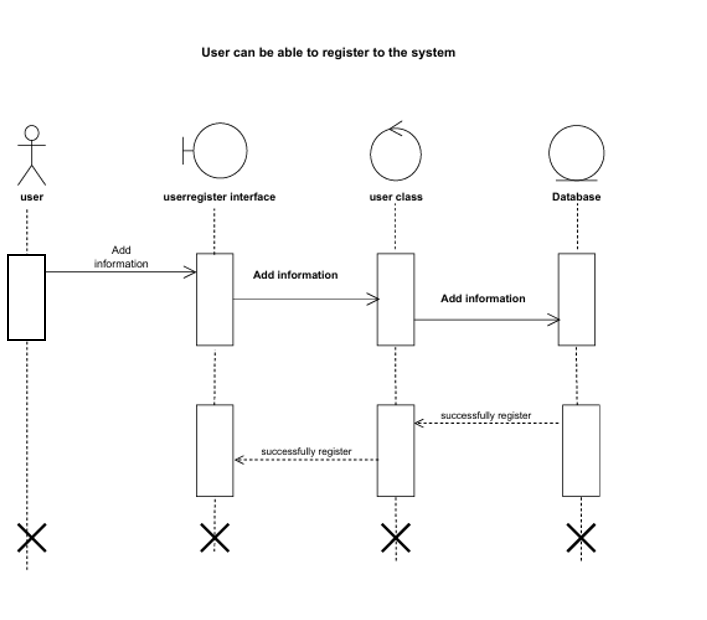 User can be able to register to the system
user
userregister interface
user class
Database
Add
information
Add information
Add information
successfully register
successfully register